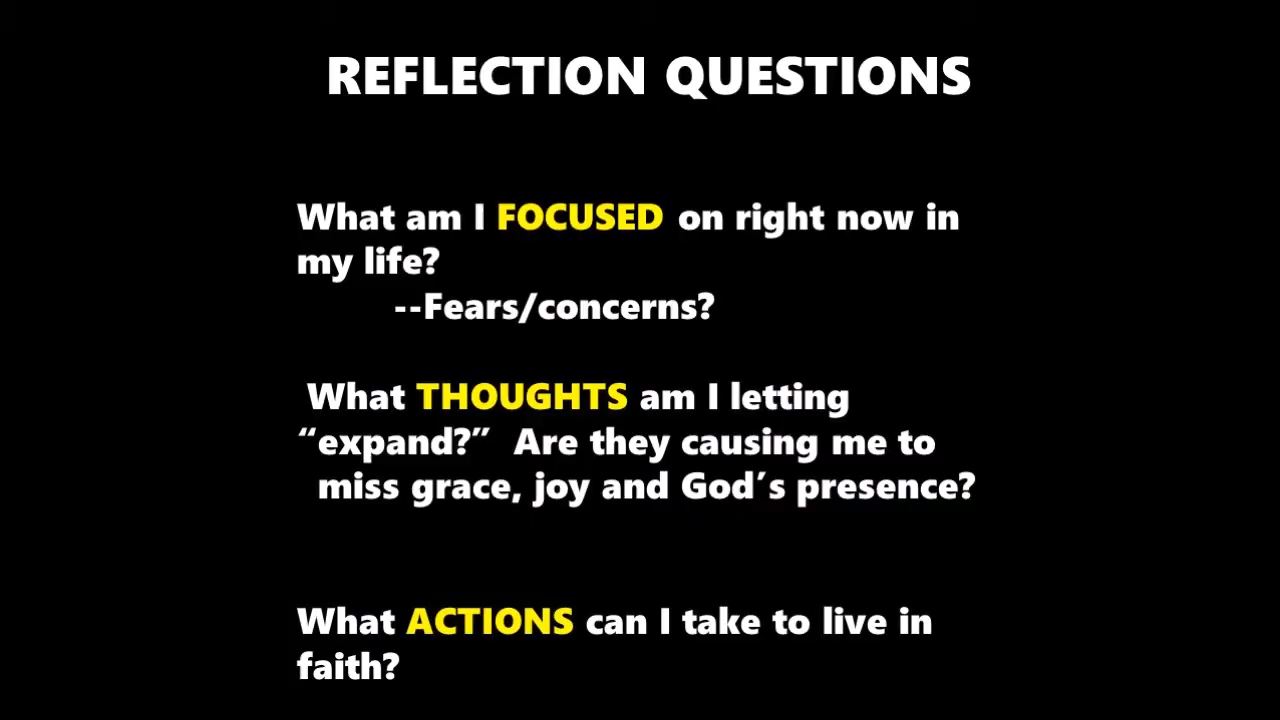 REFLECTION QUESTIONS
What am I FOCUSED on right now in
my life?
--Fears/concerns?
What THOUGHTS am I letting
“expand?” Are they causing me to
miss grace, joy and God’s presence?
What ACTIONS can I take to live in
faith?